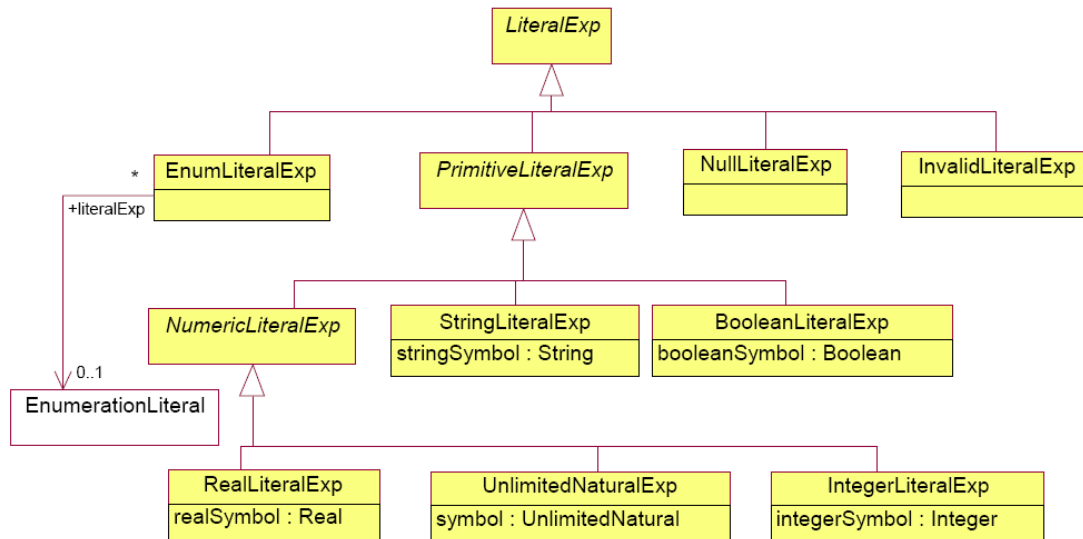 LiteralExp
EnumLiteralExp
PrimitiveLiteralExp
NullLiteralExp
InvalidLiteralExp
*
+literalExp
NumericLiteralExp
StringLiteralExp
stringSymbol : String
BooleanLiteralExp
booleanSymbol : Boolean
0..1
EnumerationLiteral
RealLiteralExp
realSymbol : Real
UnlimitedNaturalExp
symbol : UnlimitedNatural
IntegerLiteralExp
integerSymbol : Integer